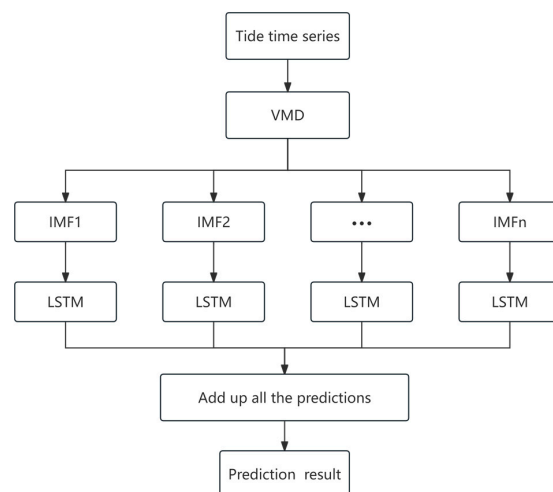 Tide time series
VMD
IMF1
IMF2
•••
IMFn
LSTM
LSTM
LSTM
LSTM
Add up all the predictions
Prediction result